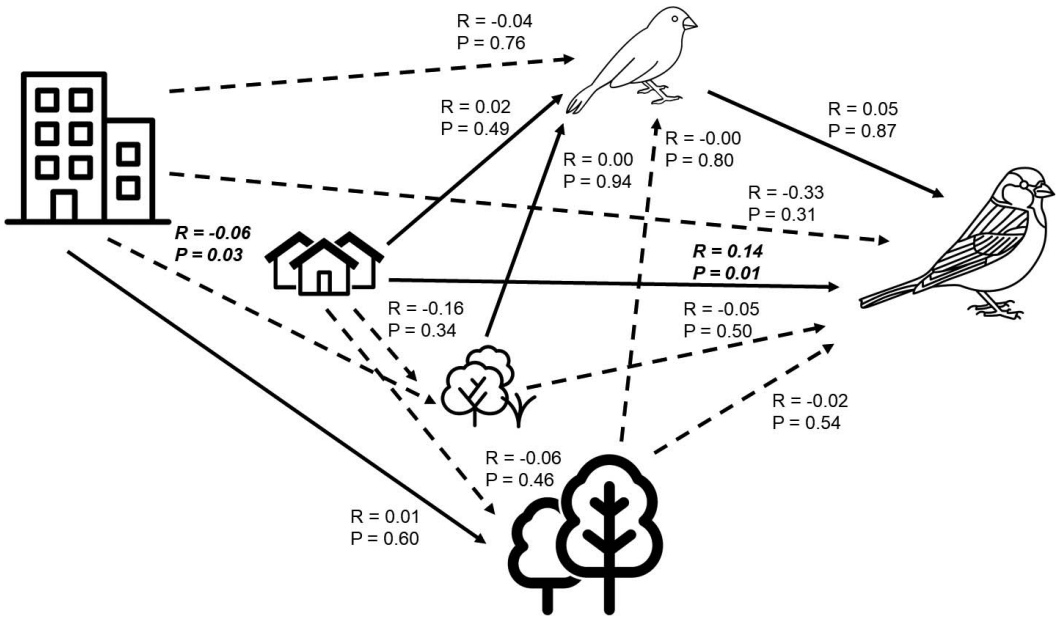 R = -0.04
P = 0.76
R = 0.02
P = 0.49
R = 0.05
P = 0.87
R = -0.00
P = 0.80
R = 0.00
P = 0.94
R = -0.33
P = 0.31
R = -0.06
P = 0.03
R = 0.14
P = 0.01
R = -0.16
P = 0.34
R = -0.05
P = 0.50
R = -0.02
P = 0.54
R = -0.06
P = 0.46
R = 0.01
P = 0.60